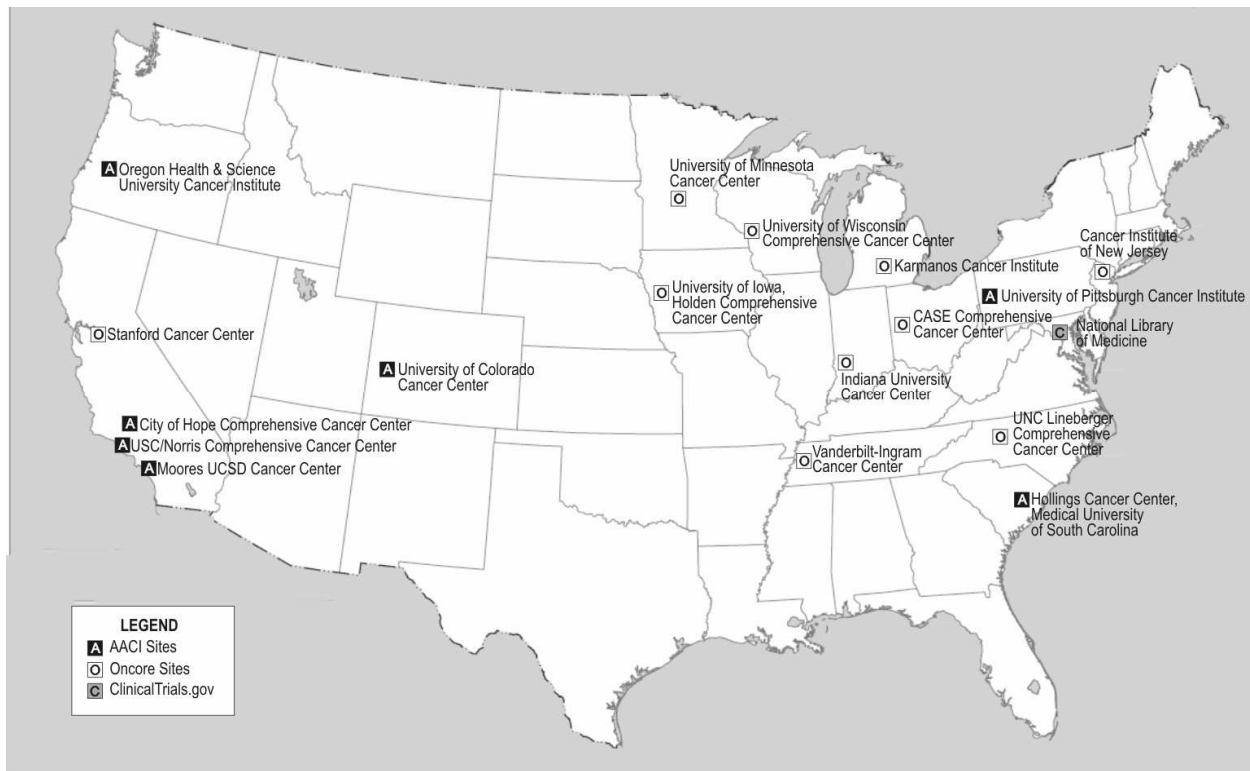 A Oregon Health & Science
University Cancer Institute
University of Minnesota
Cancer Center
O
O University of Wisconsin
Comprehensive Cancer Center
Cancer Institute
of New Jersey
O
O Karmanos Cancer Institute
O University of Iowa,
Holden Comprehensive
Cancer Center
A University of Pittsburgh Cancer Institute
O CASE Comprehensive
Cancer Center
C National Library
of Medicine
O Stanford Cancer Center
A University of Colorado
Cancer Center
O
Indiana University
Cancer Center
A City of Hope Comprehensive Cancer Center
A USC/Norris Comprehensive Cancer Center
A Moores UCSD Cancer Center
O Vanderbilt-Ingram
Cancer Center
O UNC Lineberger
Comprehensive
Cancer Center
A Hollings Cancer Center,
Medical University
of South Carolina
LEGEND
A AACI Sites
O Oncore Sites
C ClinicalTrials.gov